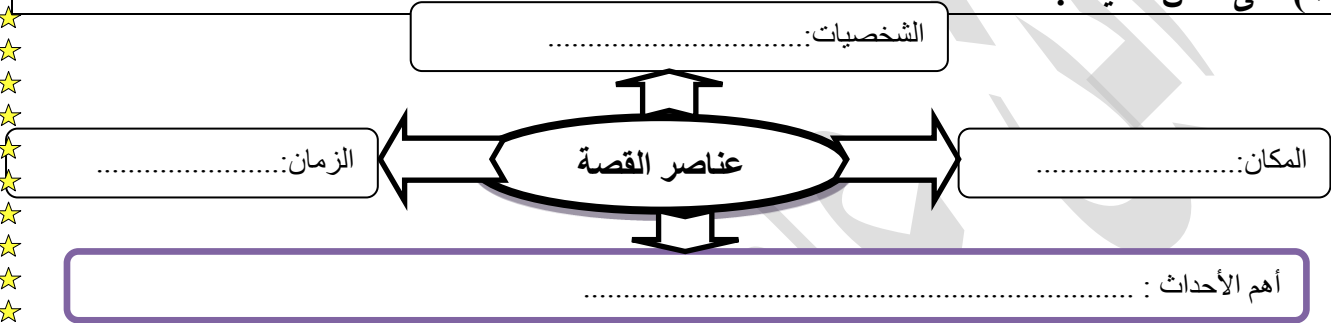 الشخصيات:.............................
عناصر القصة
المكان:..........................
الزمان:.......................
أهم الأحداث : ......................................................................